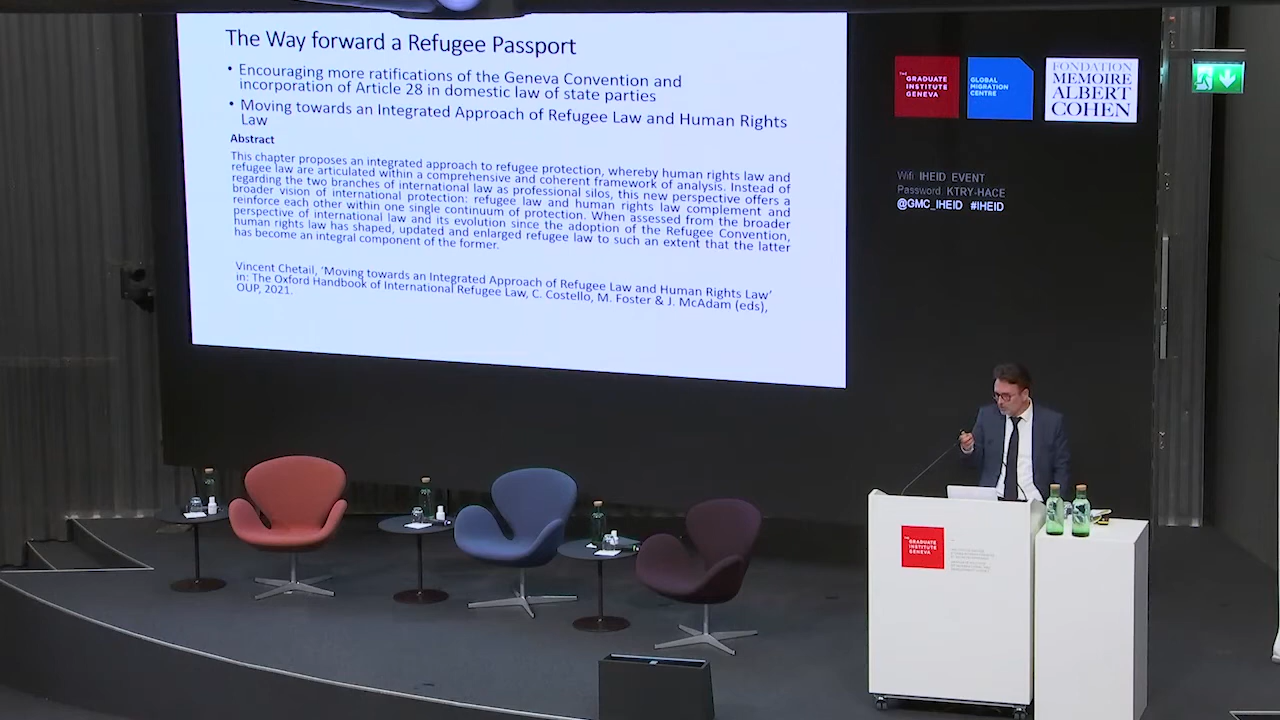 The Way forward a Refugee Passport
• Encouraging more ratifications of the Geneva Convention and
incorporation of Article 28 in domestic law of state parties
• Moving towards an Integrated Approach of Refugee Law and Human Rights
Law
Abstract
This chapter proposes an integrated approach to refugee protection, whereby human rights law and
refugee law are articulated within a comprehensive and coherent framework of analysis. Instead of
regarding the two branches of international law as professional silos, this new perspective offers a
broader vision of international protection: refugee law and human rights law complement and
reinforce each other within one single continuum of protection. When assessed from the broader
perspective of international law and its evolution since the adoption of the Refugee Convention,
human rights law has shaped, updated and enlarged refugee law to such an extent that the latter
has become an integral component of the former.
Vincent Chetail, 'Moving towards an Integrated Approach of Refugee Law and Human Rights Law'
in: The Oxford Handbook of International Refugee Law, C. Costello, M. Foster & J. McAdam (eds),
OUP, 2021.
THE
GRADUATE
INSTITUTE
GENEVA
GLOBAL
MIGRATION
CENTRE
FONDATION
MEMOIRE
ALBERT
COHEN
Wifi IHEID_EVENT
Password KTRY-HACE
@GMC_IHEID #IHEID
THE
GRADUATE
INSTITUTE
GENEVA